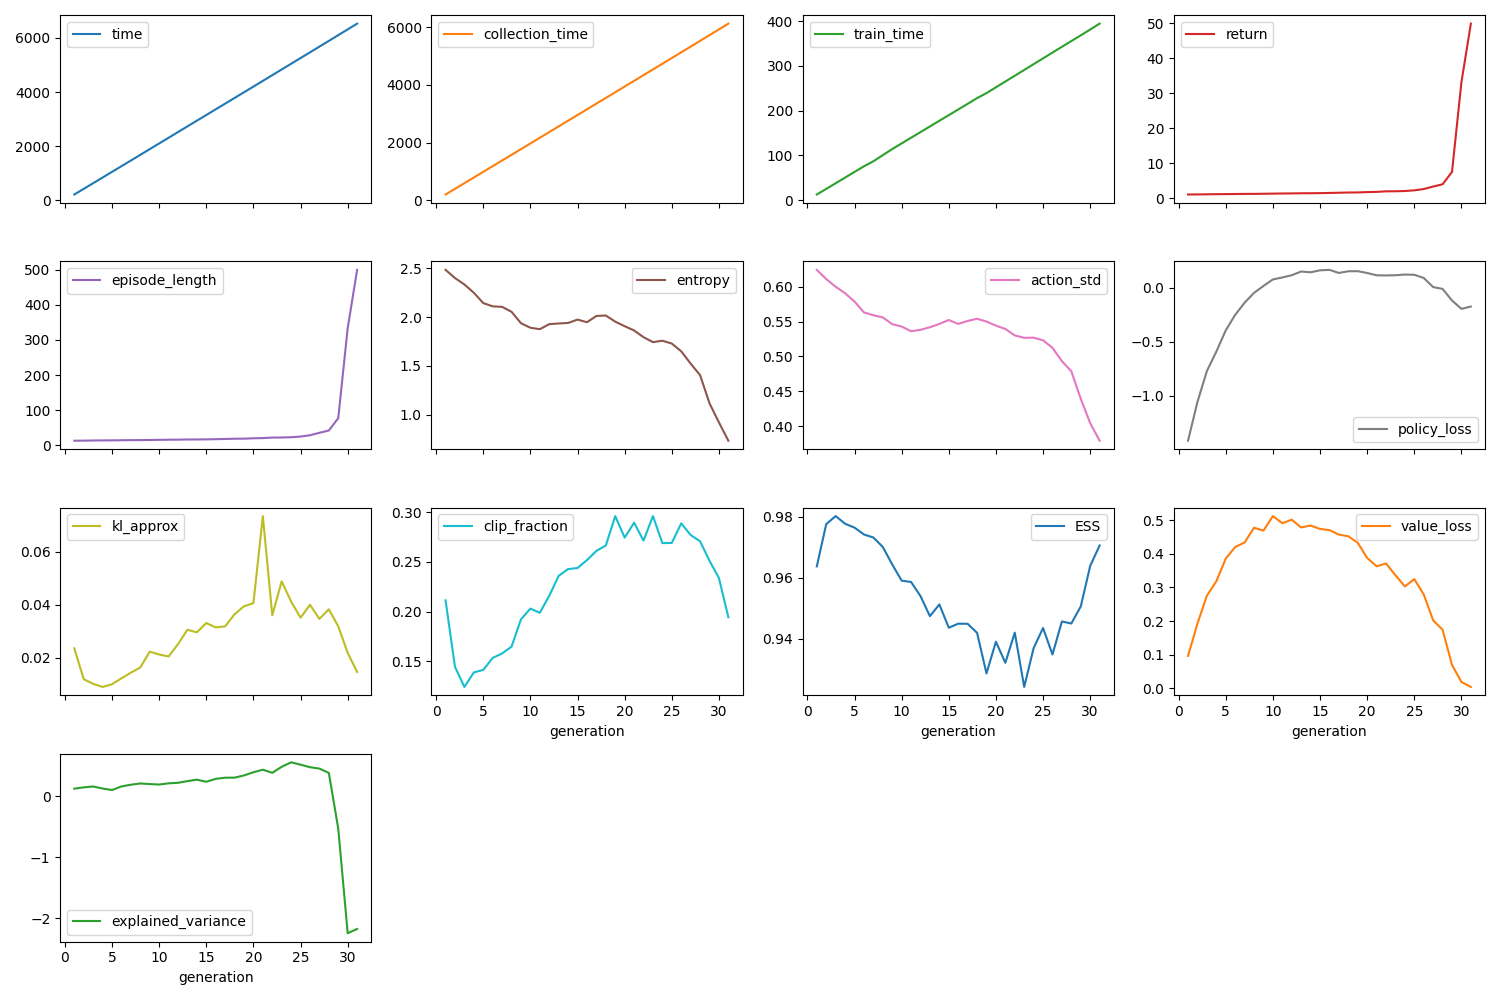 time
6000
4000
2000
0
collection_time
6000
4000
2000
0
train_time
400
300
200
100
0
return
50
40
30
20
10
0
episode_length
500
400
300
200
100
0
entropy
2.5
2.0
1.5
1.0
action_std
0.60
0.55
0.50
0.45
0.40
policy_loss
0.0
−0.5
−1.0
kl_approx
0.06
0.04
0.02
clip_fraction
0.30
0.25
0.20
0.15
0 5 10 15 20 25 30
generation
ESS
0.98
0.96
0.94
0 5 10 15 20 25 30
generation
value_loss
0.5
0.4
0.3
0.2
0.1
0.0
0 5 10 15 20 25 30
generation
explained_variance
0
−1
−2
0 5 10 15 20 25 30
generation